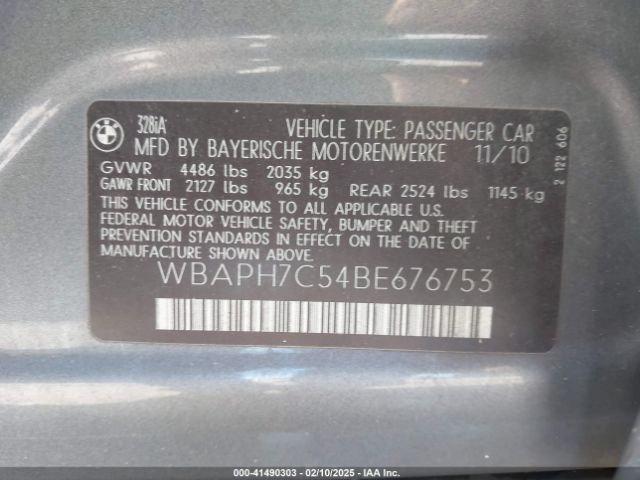 BMW
328iA VEHICLE TYPE: PASSENGER CAR
MFD BY BAYERISCHE MOTORENWERKE 11/10
GVWR 4486 lbs 2035 kg
GAWR FRONT 2127 lbs 965 kg REAR 2524 lbs 1145 kg
THIS VEHICLE CONFORMS TO ALL APPLICABLE U.S.
FEDERAL MOTOR VEHICLE SAFETY, BUMPER AND THEFT
PREVENTION STANDARDS IN EFFECT ON THE DATE OF
MANUFACTURE SHOWN ABOVE.
WBAPH7C54BE676753
2 122 606
000-41490303 - 02/10/2025 - IAA Inc.